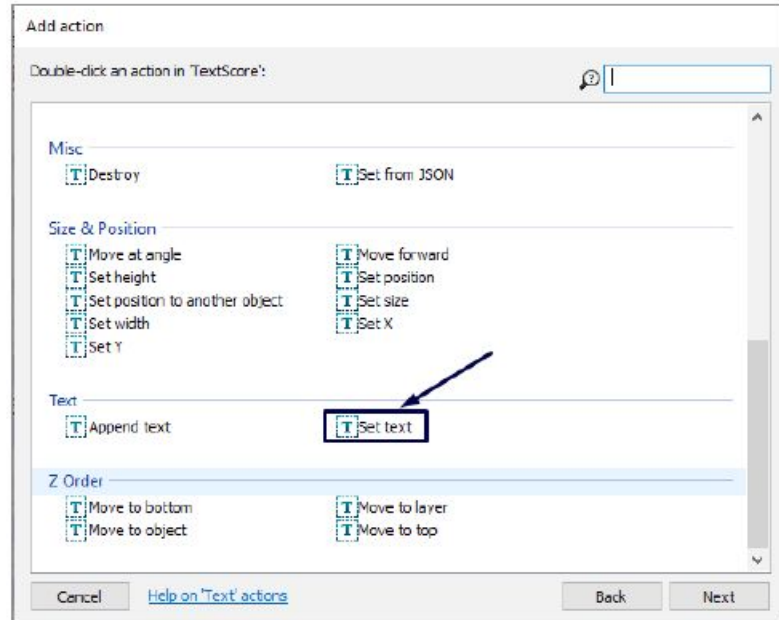 Add action
Double-click an action in 'TextScore':
Misc
Destroy Set from JSON
Size & Position
Move at angle Move forward
Set height Set position
Set position to another object Set size
Set width Set X
Set Y
Text
Append text Set text
Z Order
Move to bottom Move to layer
Move to object Move to top
Cancel Help on 'Text' actions Back Next